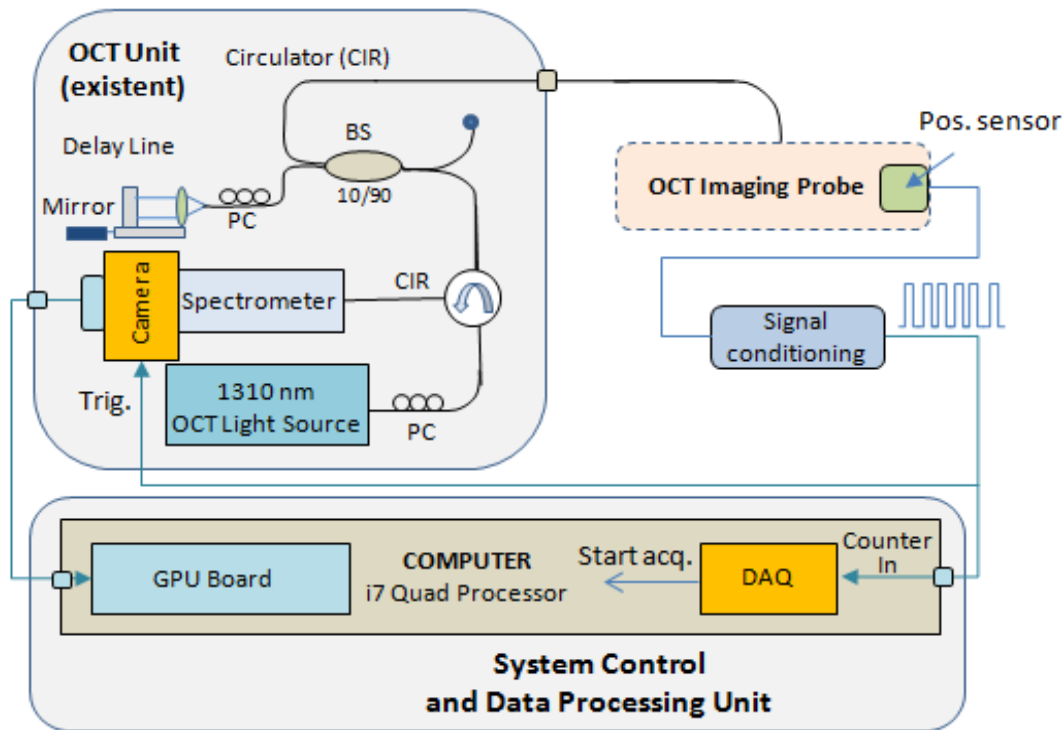 OCT Unit
(existent)
Circulator (CIR)
Delay Line
BS
10/90
Mirror
PC
Pos. sensor
OCT Imaging Probe
Camera
Spectrometer
CIR
Signal
conditioning
Trig.
1310 nm
OCT Light Source
PC
GPU Board
COMPUTER
i7 Quad Processor
Start acq.
DAQ
Counter
In
System Control
and Data Processing Unit